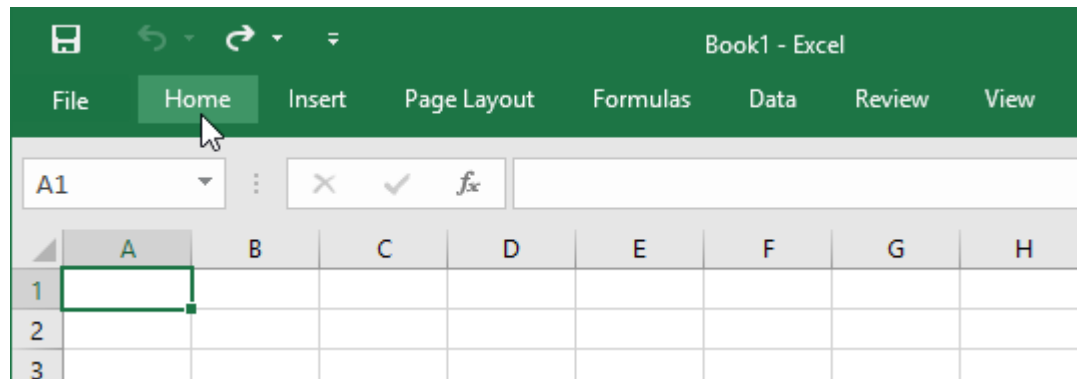 Book1 - Excel
File Home Insert Page Layout Formulas Data Review View
A1 fx
A B C D E F G H
1
2
3